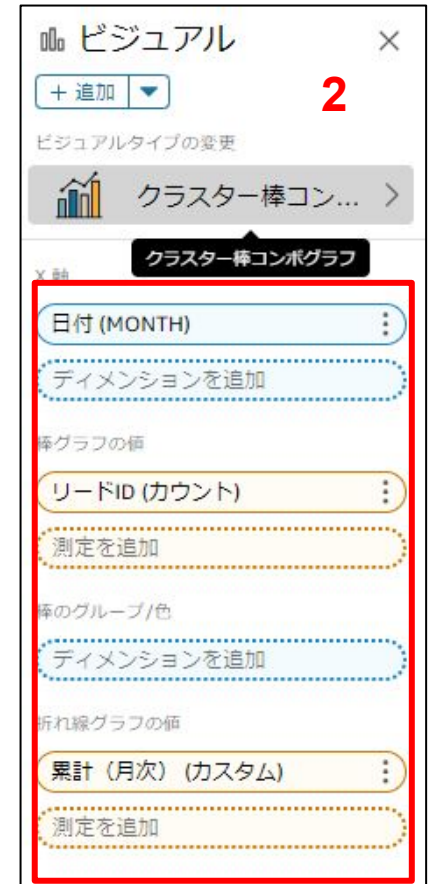 ビジュアル
+ 追加
2
ビジュアルタイプの変更
クラスター棒コン...
クラスター棒コンボグラフ
X 軸
日付 (MONTH)
ディメンションを追加
棒グラフの値
リードID (カウント)
測定を追加
棒のグループ/色
ディメンションを追加
折れ線グラフの値
累計（月次） (カスタム)
測定を追加